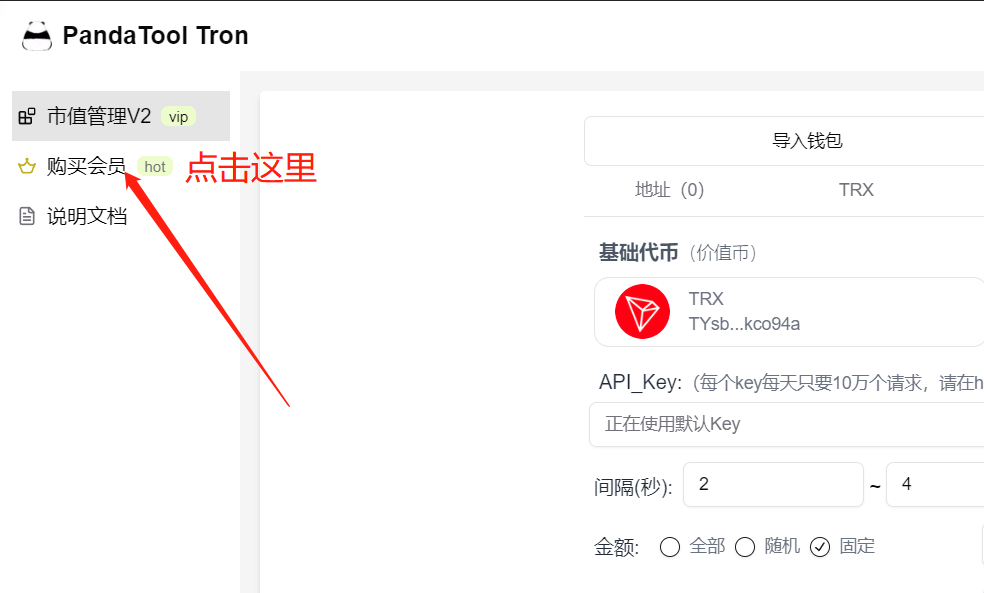 PandaTool Tron
市值管理V2 vip
购买会员 hot 点击这里
说明文档
导入钱包
地址（0） TRX
基础代币（价值币）
TRX
TYsb...kco94a
API_Key:（每个key每天只要10万个请求，请在h
正在使用默认Key
间隔(秒): 2 ~ 4
金额: 全部 随机 固定